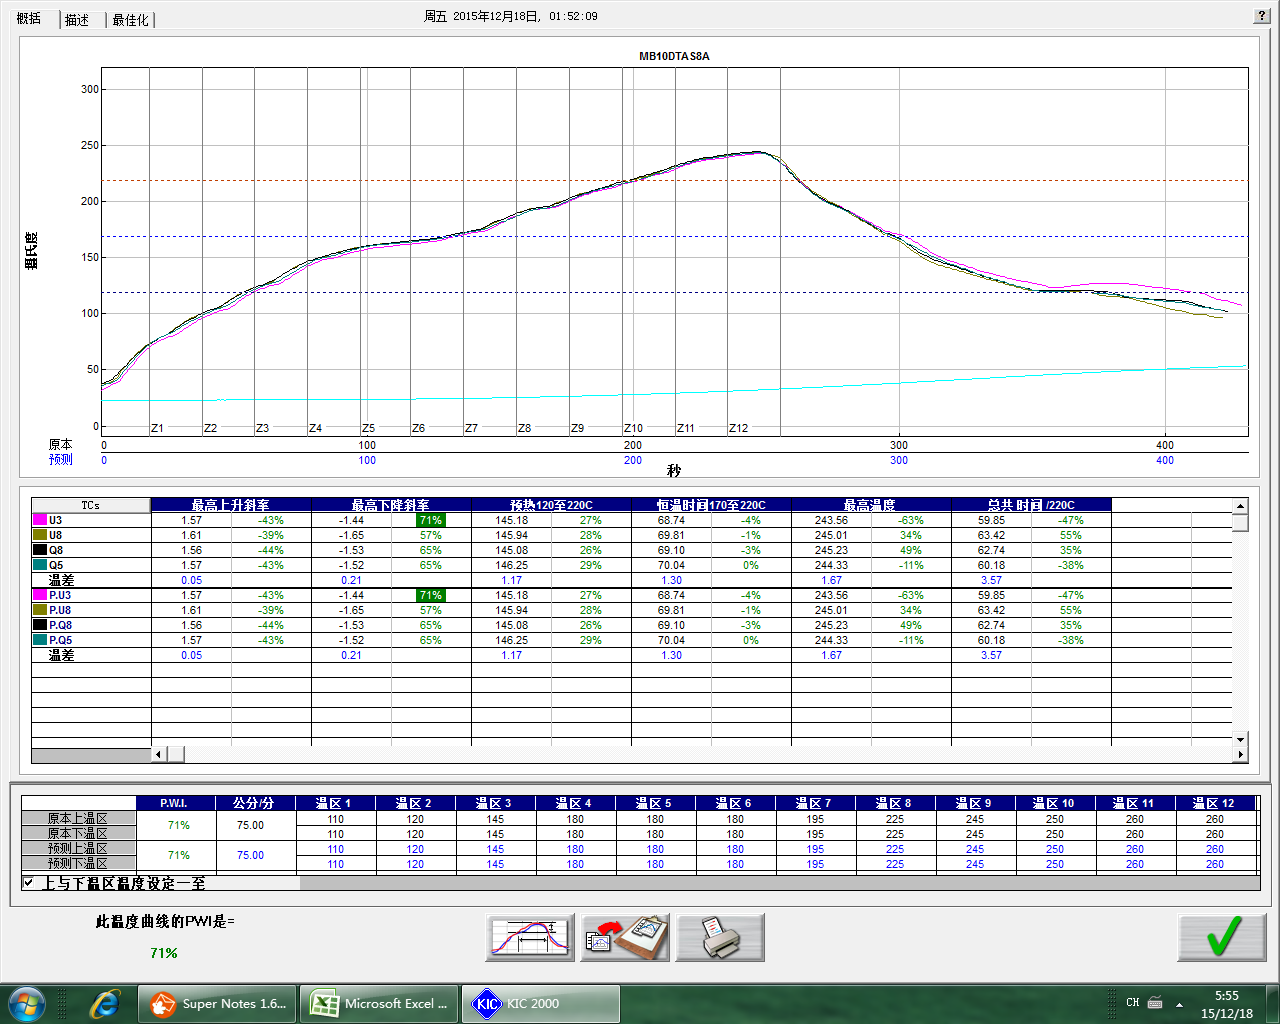 概括 描述 最佳化 周五 2015年12月18日, 01:52:09 ?
MB10DTAS8A
300
250
200
150
100
50
0
摄氏度
Z1 Z2 Z3 Z4 Z5 Z6 Z7 Z8 Z9 Z10 Z11 Z12
原本 0 100 200 300 400
预测 0 100 200 300 400
秒
TCs 最高上升斜率 最高下降斜率 预热120至220C 恒温时间170至220C 最高温度 总共 时间 /220C
U3 1.57 -43% -1.44 71% 145.18 27% 68.74 -4% 243.56 -63% 59.85 -47%
U8 1.61 -39% -1.65 57% 145.94 28% 69.81 -1% 245.01 34% 63.42 55%
Q8 1.56 -44% -1.53 65% 145.08 26% 69.10 -3% 245.23 49% 62.74 35%
Q5 1.57 -43% -1.52 65% 146.25 29% 70.04 0% 244.33 -11% 60.18 -38%
温差 0.05 0.21 1.17 1.30 1.67 3.57
P.U3 1.57 -43% -1.44 71% 145.18 27% 68.74 -4% 243.56 -63% 59.85 -47%
P.U8 1.61 -39% -1.65 57% 145.94 28% 69.81 -1% 245.01 34% 63.42 55%
P.Q8 1.56 -44% -1.53 65% 145.08 26% 69.10 -3% 245.23 49% 62.74 35%
P.Q5 1.57 -43% -1.52 65% 146.25 29% 70.04 0% 244.33 -11% 60.18 -38%
温差 0.05 0.21 1.17 1.30 1.67 3.57
P.W.I. 公分/分 温区 1 温区 2 温区 3 温区 4 温区 5 温区 6 温区 7 温区 8 温区 9 温区 10 温区 11 温区 12
原本上温区 71% 75.00 110 120 145 180 180 180 195 225 245 250 260 260
原本下温区 110 120 145 180 180 180 195 225 245 250 260 260
预测上温区 71% 75.00 110 120 145 180 180 180 195 225 245 250 260 260
预测下温区 110 120 145 180 180 180 195 225 245 250 260 260
上与下温区温度设定一至
此温度曲线的PWI是=
71%
Super Notes 1.6... Microsoft Excel ... KIC KIC 2000 CH 5:55
15/12/18